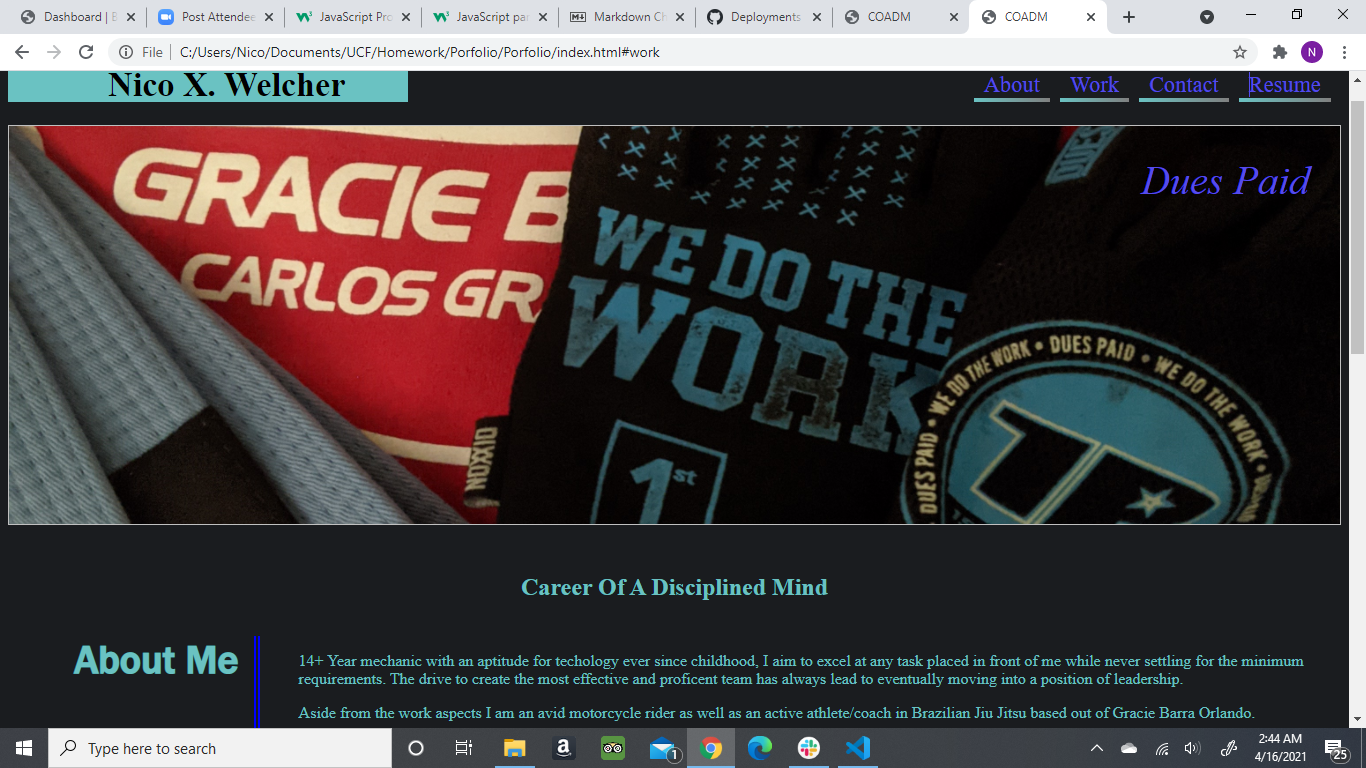 Dashboard | B
Post Attendee
JavaScript Pro
JavaScript par
Markdown Ch
Deployments
COADM
COADM
File
C:/Users/Nico/Documents/UCF/Homework/Porfolio/Porfolio/index.html#work
N
Nico X. Welcher
About
Work
Contact
Resume
Dues Paid
GRACIE B
CARLOS GR
WE DO THE
WORK
1st
DIXXON
DUES PAID • WE DO THE WORK • DUES PAID • WE DO THE WORK •
U
Career Of A Disciplined Mind
About Me
14+ Year mechanic with an aptitude for techology ever since childhood, I aim to excel at any task placed in front of me while never settling for the minimum
requirements. The drive to create the most effective and proficent team has always lead to eventually moving into a position of leadership.
Aside from the work aspects I am an avid motorcycle rider as well as an active athlete/coach in Brazilian Jiu Jitsu based out of Gracie Barra Orlando.
Type here to search
1
2:44 AM
4/16/2021
25